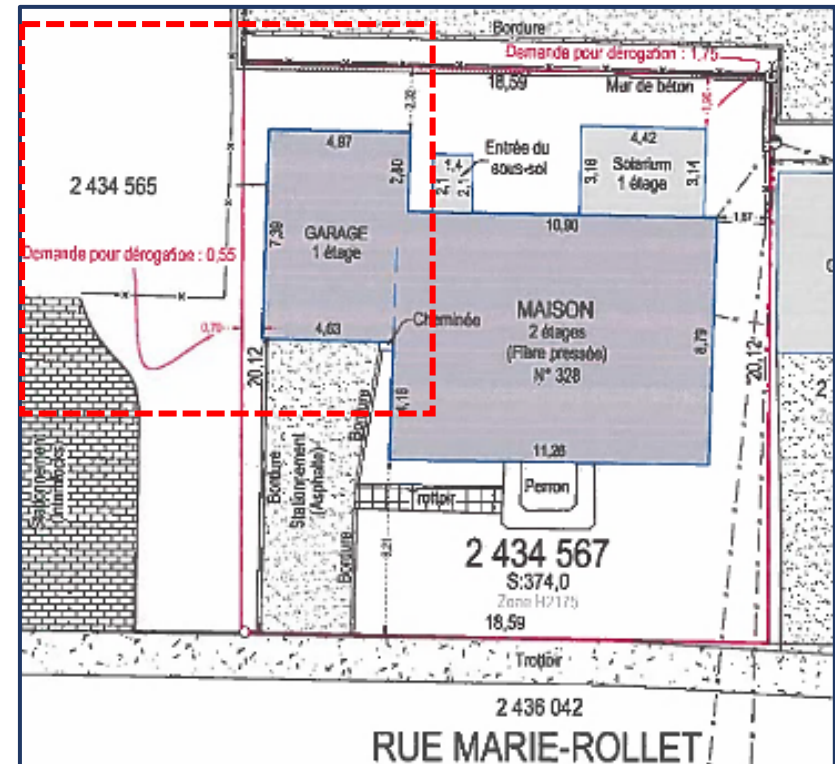 Bordure
Demande pour dérogation : 1,75
18,59
Mur de béton
4,87
2,80
1,4
2,1
2,1
Entrée du
sous-sol
4,42
3,18
Solarium
1 étage
3,14
2 434 565
1,87
7,39
GARAGE
1 étage
10,90
Demande pour dérogation : 0,55
MAISON
2 étages
(Fibre pressée)
N° 328
8,79
0,70
4,63
Cheminée
20,12
20,12
4,18
Bordure
11,26
Stationnement
(Interblocks)
Bordure
Stationnement
(Asphalte)
Trottoir
Perron
Bordure
2 434 567
S:374,0
Zone H2175
18,59
Trottoir
2 436 042
RUE MARIE-ROLLET